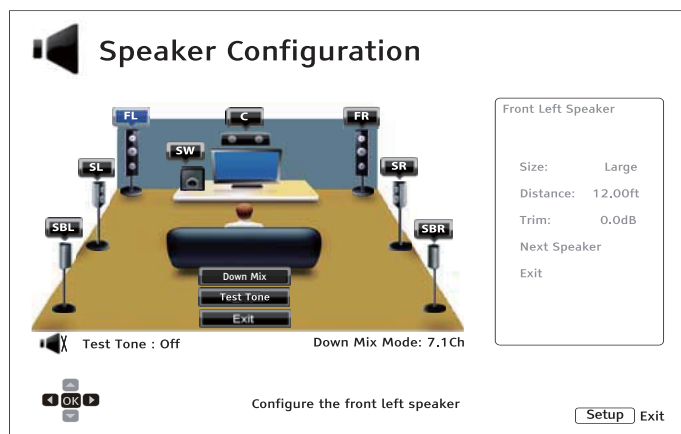 Speaker Configuration
FL
C
FR
SW
SL
SR
SBL
SBR
Down Mix
Test Tone
Exit
Test Tone : Off
Down Mix Mode: 7.1Ch
Front Left Speaker
Size: Large
Distance: 12.00ft
Trim: 0.0dB
Next Speaker
Exit
OK
Configure the front left speaker
Setup Exit